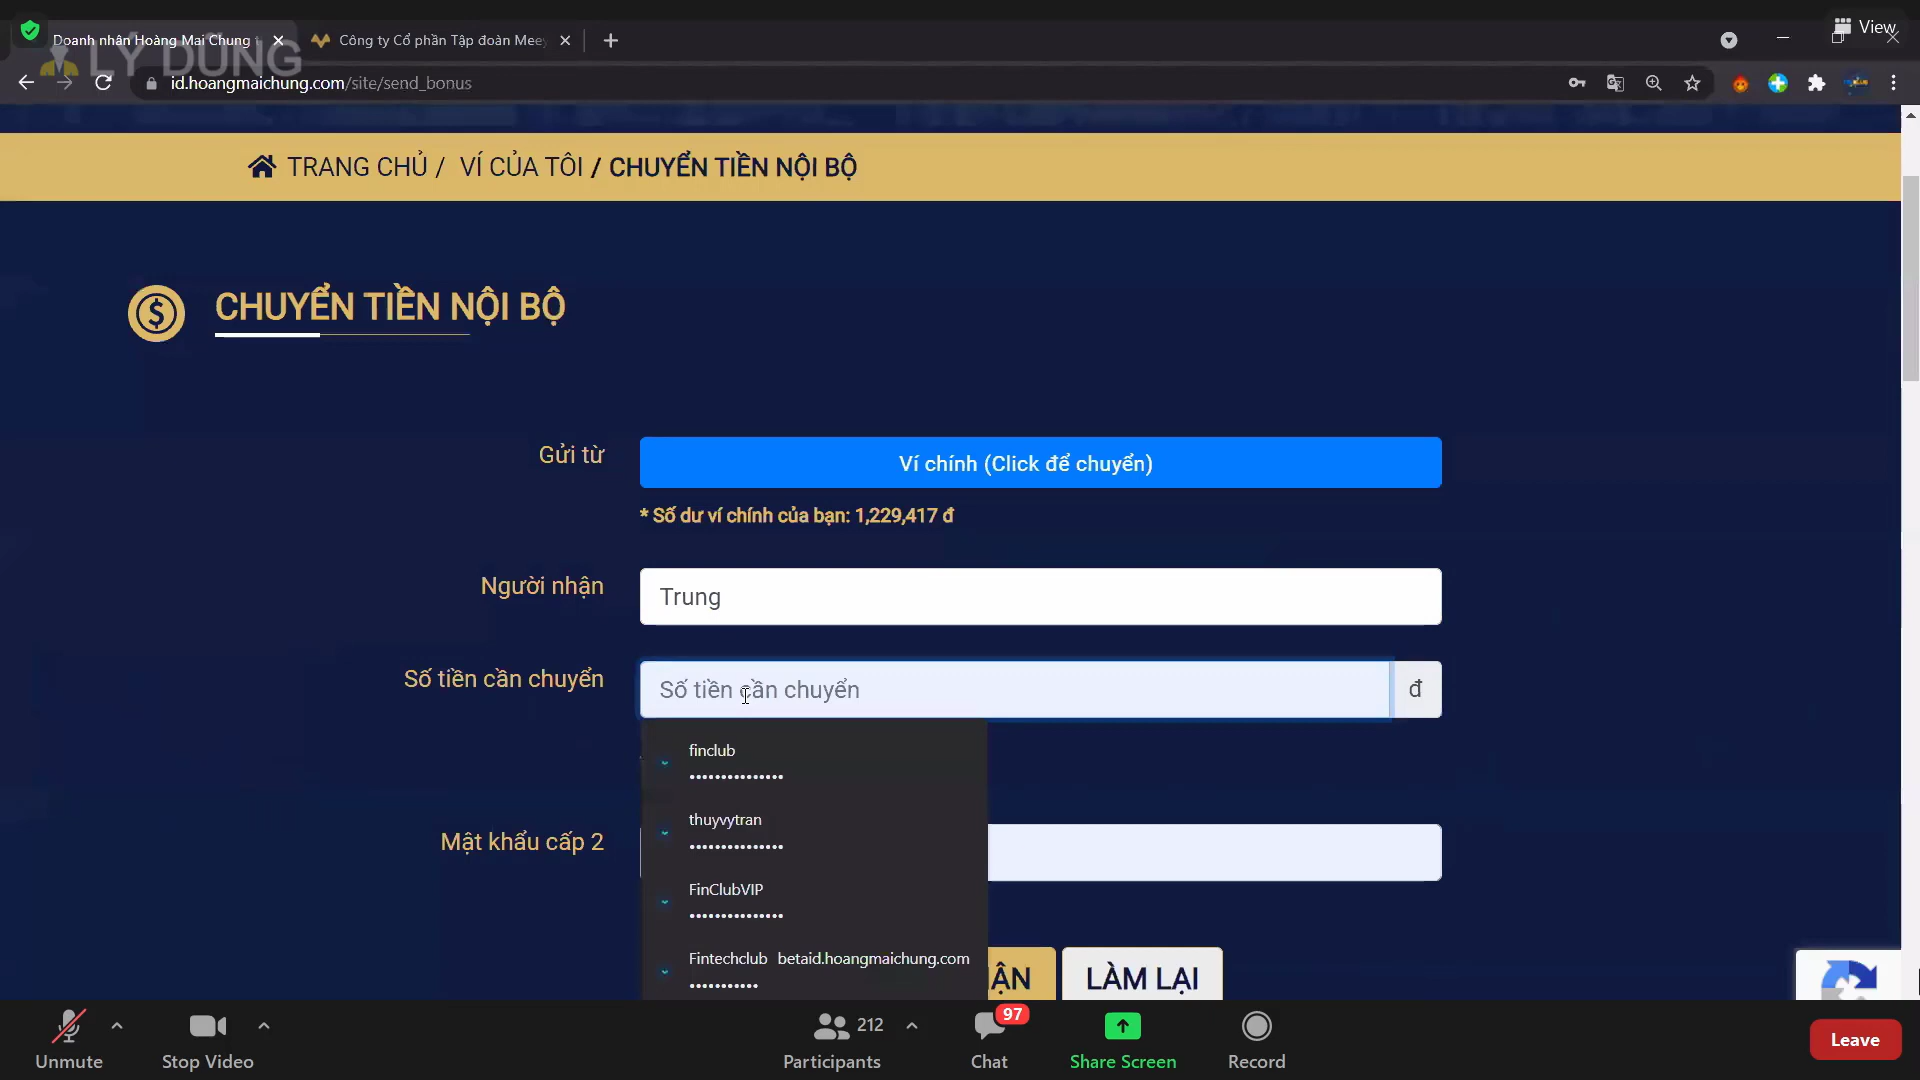 View
Doanh nhân Hoàng Mai Chung
Công ty Cổ phần Tập đoàn Meey
LÝ DŨNG
id.hoangmaichung.com/site/send_bonus
TRANG CHỦ / VÍ CỦA TÔI / CHUYỂN TIỀN NỘI BỘ
CHUYỂN TIỀN NỘI BỘ
Gửi từ
Ví chính (Click để chuyển)
* Số dư ví chính của bạn: 1,229,417 đ
Người nhận
Trung
Số tiền cần chuyển
Số tiền cần chuyển
đ
finclub
•••••••••••••••
thuyvytran
•••••••••••••••
Mật khẩu cấp 2
FinClubVIP
•••••••••••••••
Fintechclub betaid.hoangmaichung.com
•••••••••••
ẬN
LÀM LẠI
97
212
Unmute
Stop Video
Participants
Chat
Share Screen
Record
Leave